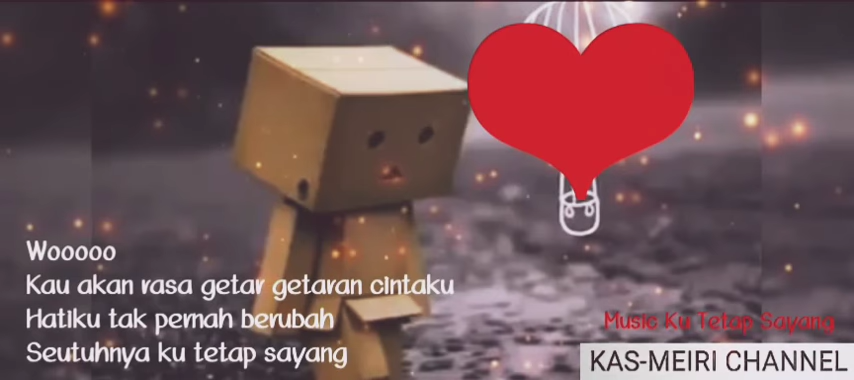 Wooooo
Kau akan rasa getar getaran cintaku
Hatiku tak pernah berubah
Seutuhnya ku tetap sayang
Music Ku Tetap Sayang
KAS-MEIRI CHANNEL